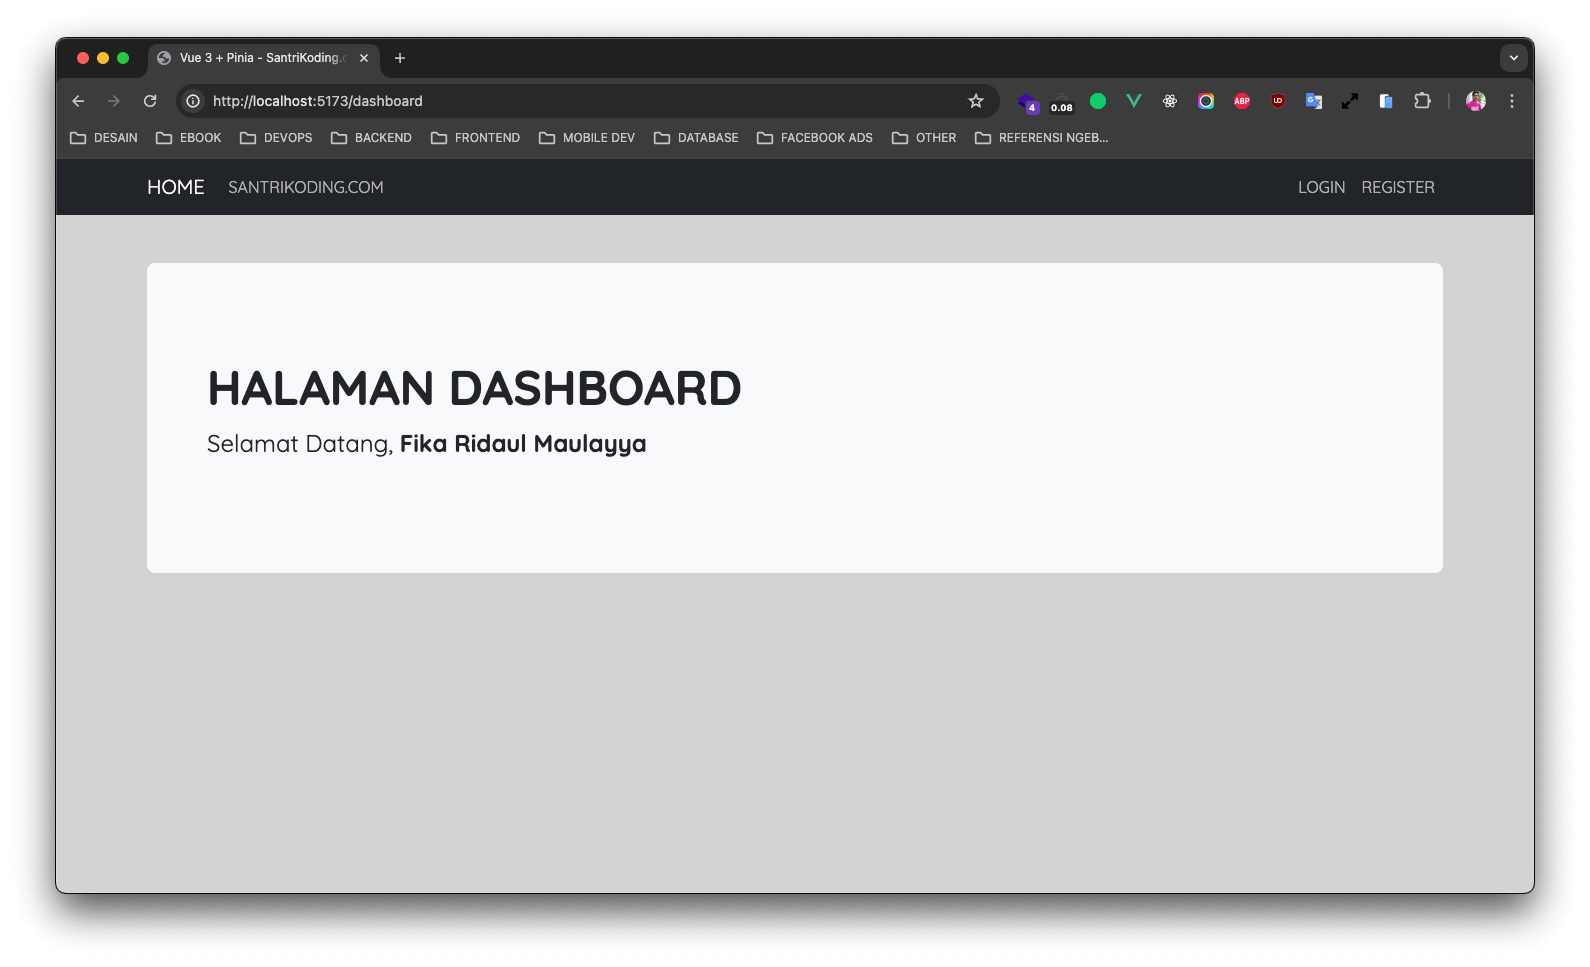 Vue 3 + Pinia - SantriKoding.c
http://localhost:5173/dashboard
4
0.08
ABP
DESAIN
EBOOK
DEVOPS
BACKEND
FRONTEND
MOBILE DEV
DATABASE
FACEBOOK ADS
OTHER
REFERENSI NGEB...
HOME
SANTRIKODING.COM
LOGIN
REGISTER
HALAMAN DASHBOARD
Selamat Datang, Fika Ridaul Maulayya